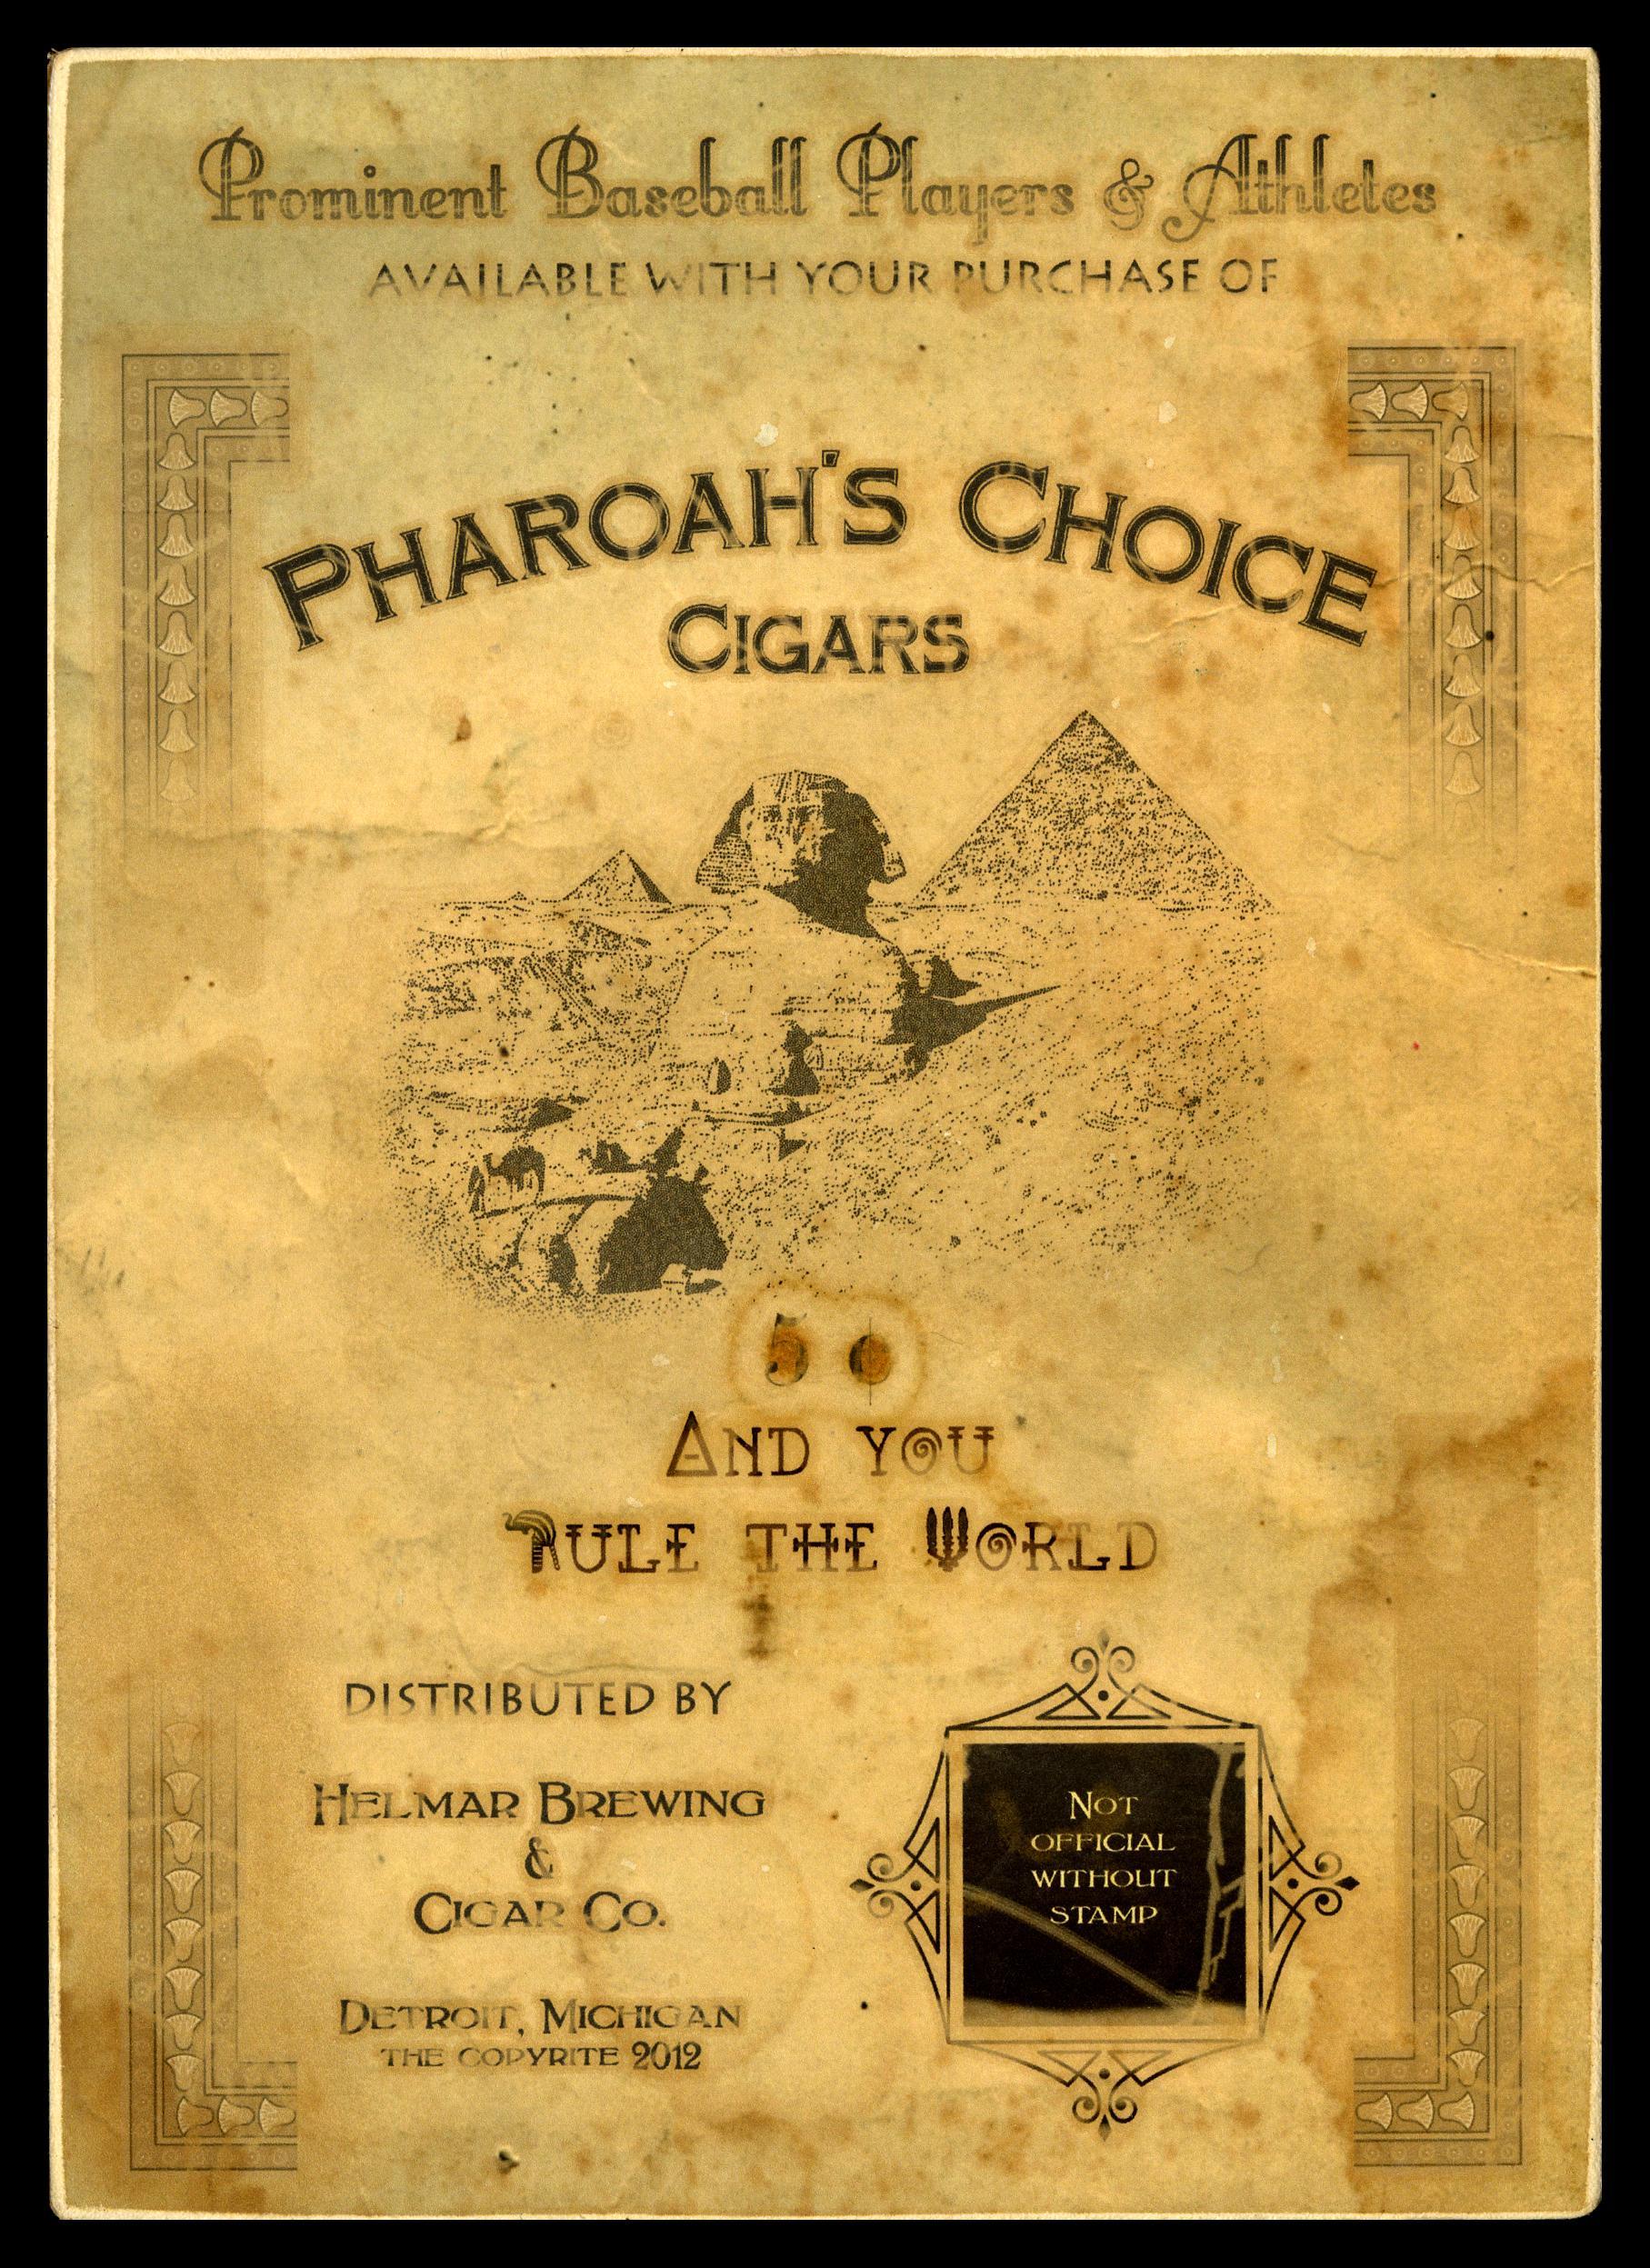 Prominent Baseball Players & Athletes
AVAILABLE WITH YOUR PURCHASE OF
PHAROAH'S CHOICE
CIGARS
5 ¢
AND YOU
RULE THE WORLD
DISTRIBUTED BY
HELMAR BREWING
&
CIGAR CO.
DETROIT, MICHIGAN
THE COPYRITE 2012
NOT
OFFICIAL
WITHOUT
STAMP